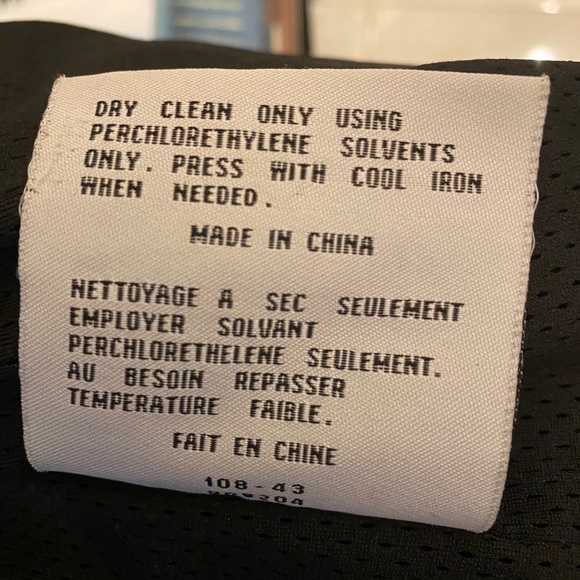 DRY CLEAN ONLY USING
PERCHLORETHYLENE SOLVENTS
ONLY. PRESS WITH COOL IRON
WHEN NEEDED.
MADE IN CHINA
NETTOYAGE A SEC SEULEMENT
EMPLOYER SOLVANT
PERCHLORETHELENE SEULEMENT.
AU BESOIN REPASSER
TEMPERATURE FAIBLE.
FAIT EN CHINE
108-43